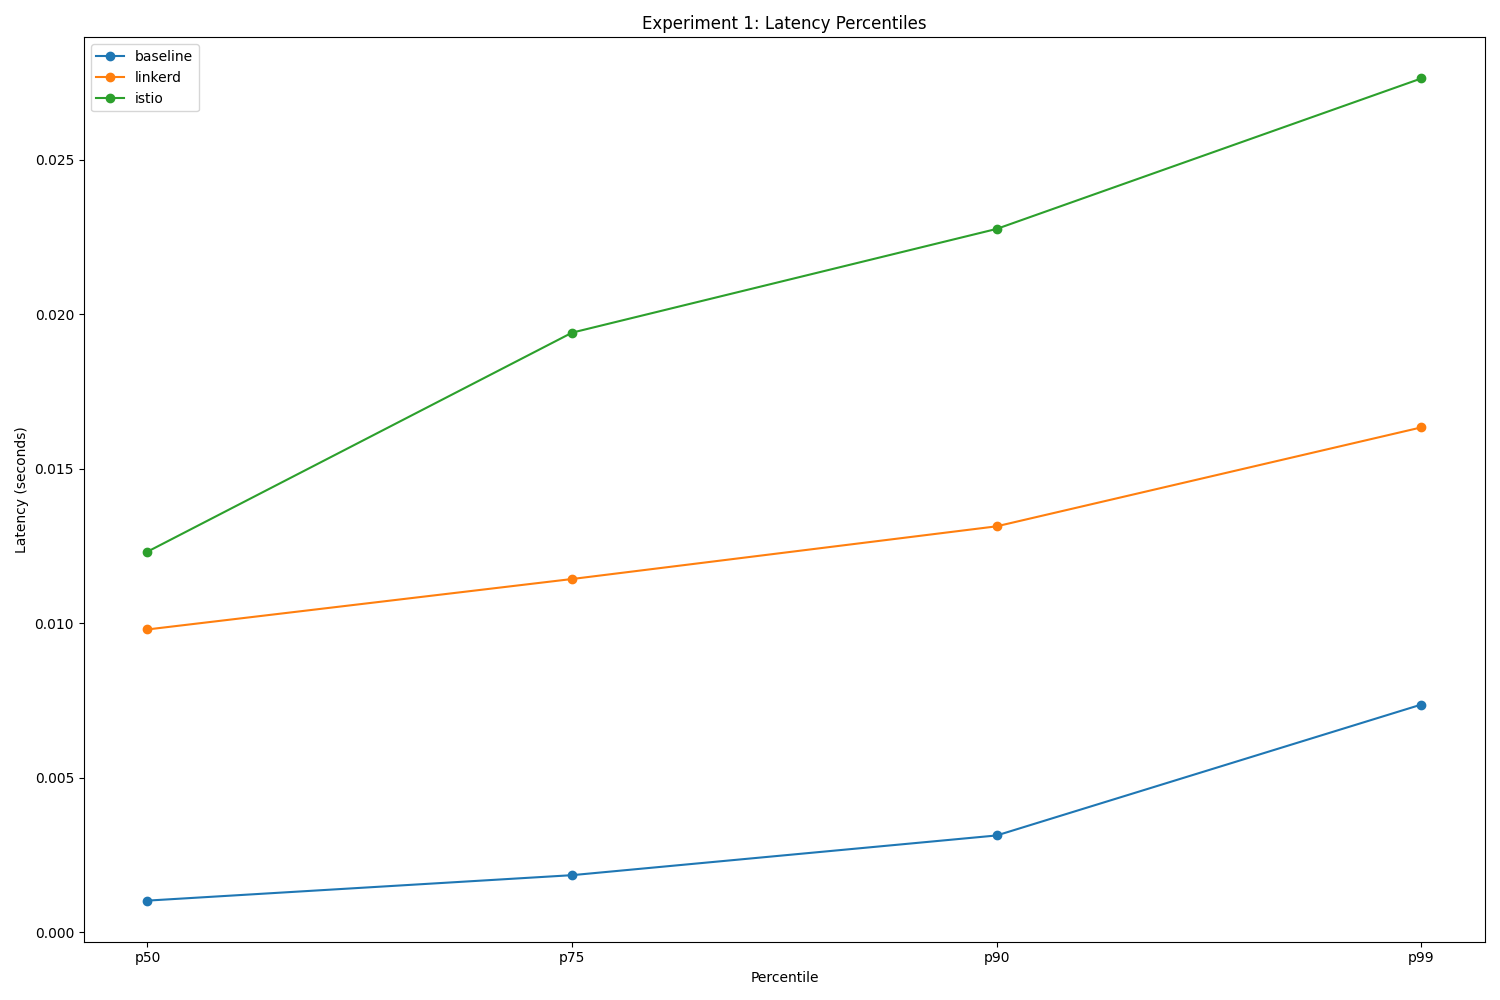 Experiment 1: Latency Percentiles
baseline
linkerd
istio
0.025
0.020
0.015
0.010
0.005
0.000
Latency (seconds)
p50 p75 p90 p99
Percentile